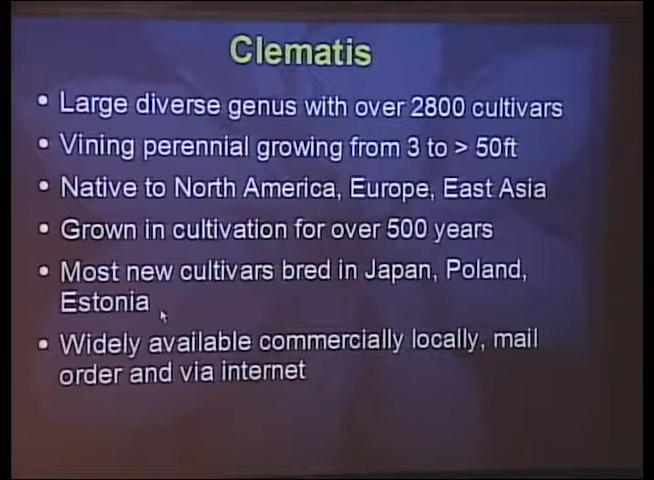 Clematis
• Large diverse genus with over 2800 cultivars
• Vining perennial growing from 3 to > 50ft
• Native to North America, Europe, East Asia
• Grown in cultivation for over 500 years
• Most new cultivars bred in Japan, Poland,
Estonia
• Widely available commercially locally, mail
order and via internet